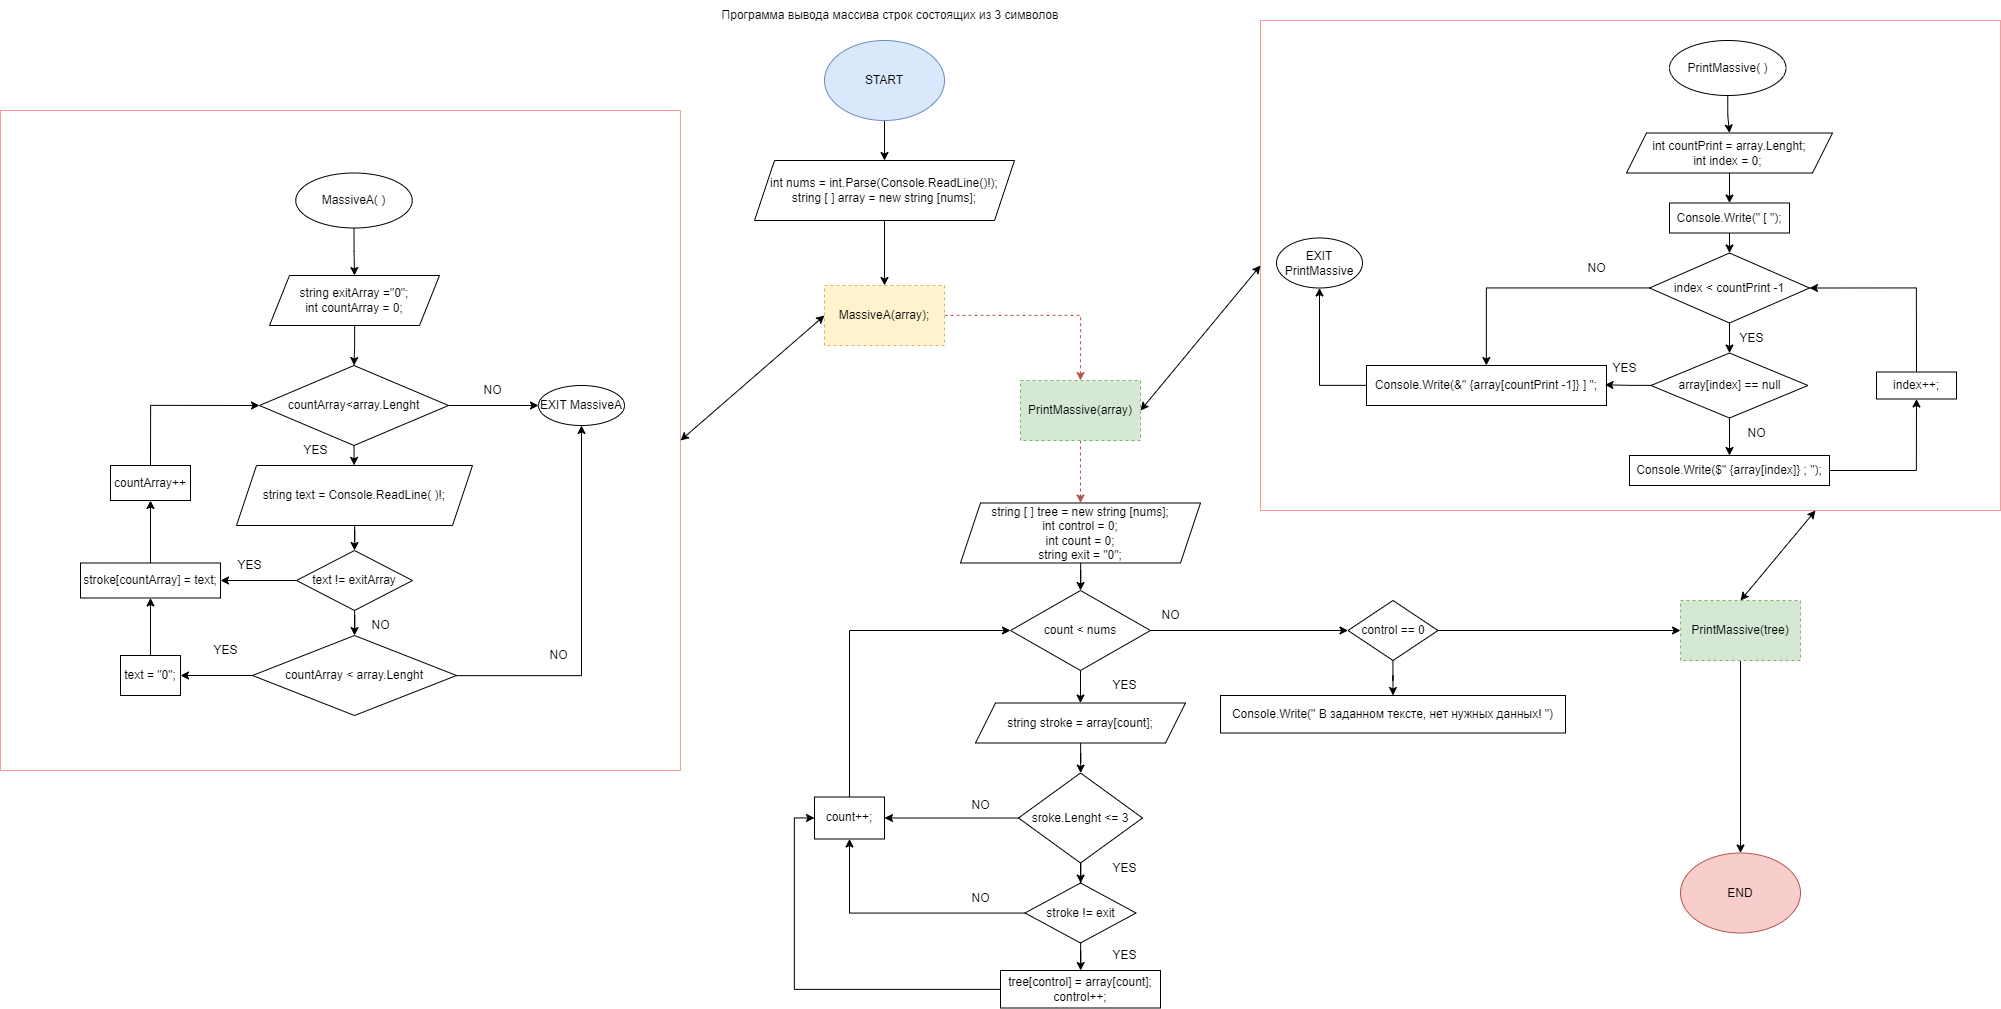 Программа вывода массива строк состоящих из 3 символов
START
int nums = int.Parse(Console.ReadLine()!);
string [ ] array = new string [nums];
MassiveA(array);
PrintMassive(array)
string [ ] tree = new string [nums];
int control = 0;
int count = 0;
string exit = "0";
count < nums
NO
YES
control == 0
Console.Write(" В заданном тексте, нет нужных данных! ")
PrintMassive(tree)
END
string stroke = array[count];
sroke.Lenght <= 3
NO
YES
count++;
stroke != exit
NO
YES
tree[control] = array[count];
control++;
MassiveA( )
string exitArray ="0";
int countArray = 0;
countArray<array.Lenght
NO
EXIT MassiveA
YES
countArray++
string text = Console.ReadLine( )!;
text != exitArray
YES
stroke[countArray] = text;
NO
countArray < array.Lenght
YES
NO
text = "0";
PrintMassive( )
int countPrint = array.Lenght;
int index = 0;
Console.Write(" [ ");
EXIT
PrintMassive
NO
index < countPrint -1
YES
Console.Write(&" {array[countPrint -1]} ] ";
YES
array[index] == null
index++;
NO
Console.Write($" {array[index]} ; ");